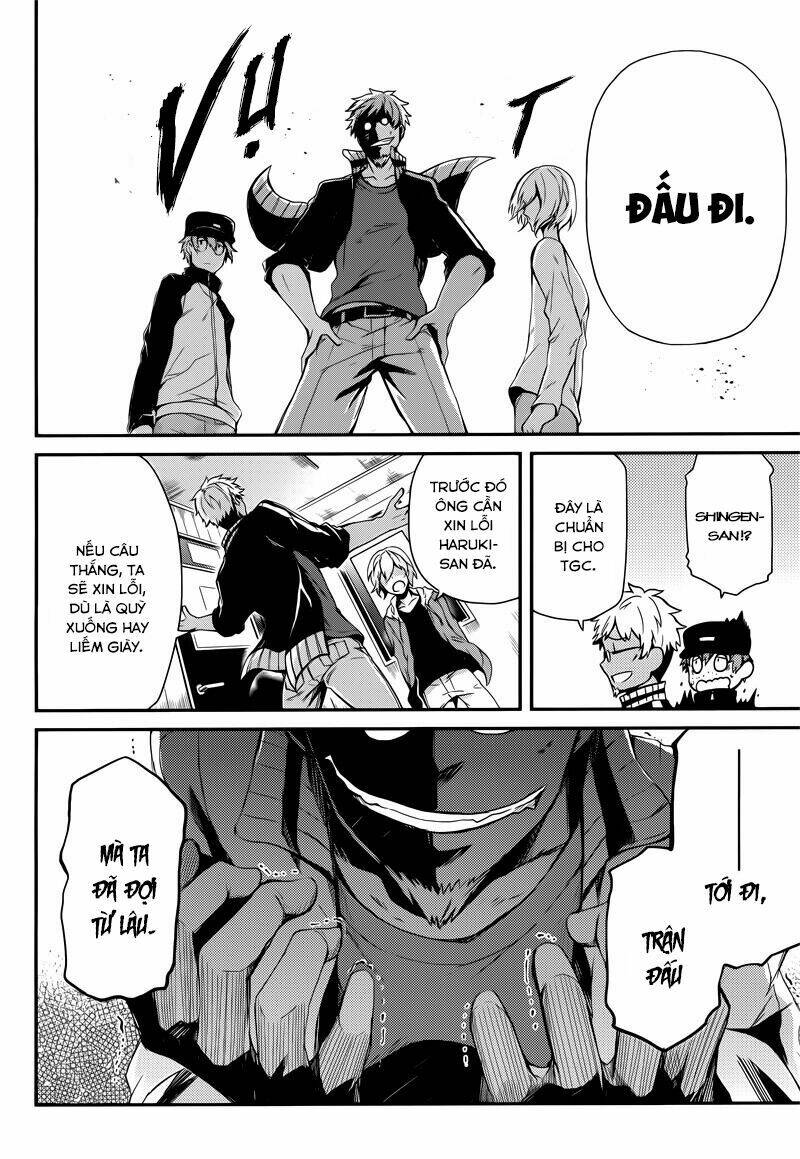 VỤT
ĐẤU ĐI.
SHINGEN-
SAN!?
ĐÂY LÀ
CHUẨN
BỊ CHO
TGC.
TRƯỚC ĐÓ
ÔNG CẦN
XIN LỖI
HARUKI-
SAN ĐÃ.
NẾU CÂU
THẮNG, TA
SẼ XIN LỖI,
DÙ LÀ QUỲ
XUỐNG HAY
LIẾM GIÀY.
TỚI ĐI,
TRẬN
ĐẤU
MÀ TA
ĐÃ ĐỢI
TỪ LÂU..